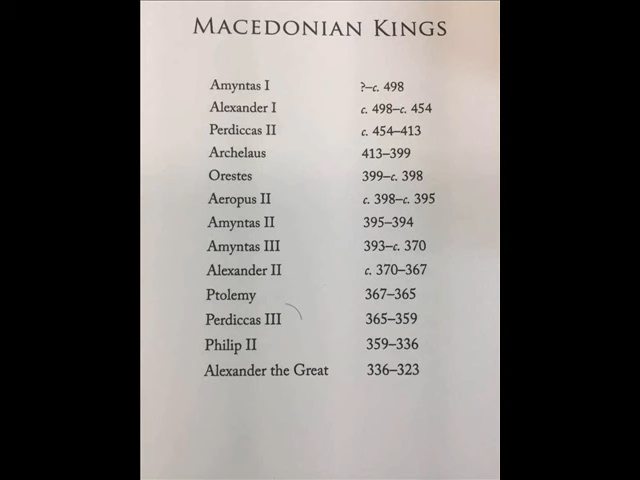 MACEDONIAN KINGS
Amyntas I ?–c. 498
Alexander I c. 498–c. 454
Perdiccas II c. 454–413
Archelaus 413–399
Orestes 399–c. 398
Aeropus II c. 398–c. 395
Amyntas II 395–394
Amyntas III 393–c. 370
Alexander II c. 370–367
Ptolemy 367–365
Perdiccas III 365–359
Philip II 359–336
Alexander the Great 336–323